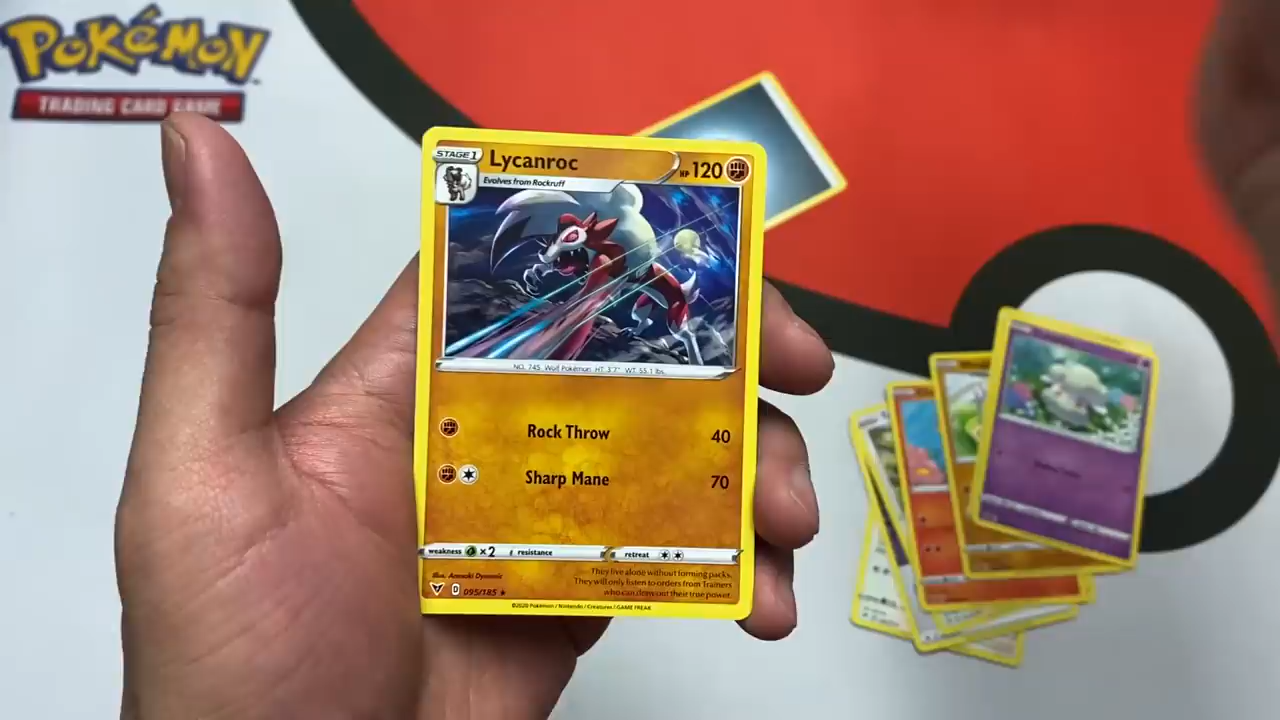 POKéMON
TRADING CARD GAME
STAGE 1
Lycanroc
HP 120
Evolves from Rockruff
NO. 745 Wolf Pokémon HT: 3'7" WT: 55.1 lbs.
Rock Throw 40
Sharp Mane 70
weakness ×2 resistance retreat
They live alone without forming packs.
They will only listen to orders from Trainers
who can draw out their true power.
Illus. Anesaki Dynamic
D 095/185 ★
©2020 Pokémon / Nintendo / Creatures / GAME FREAK